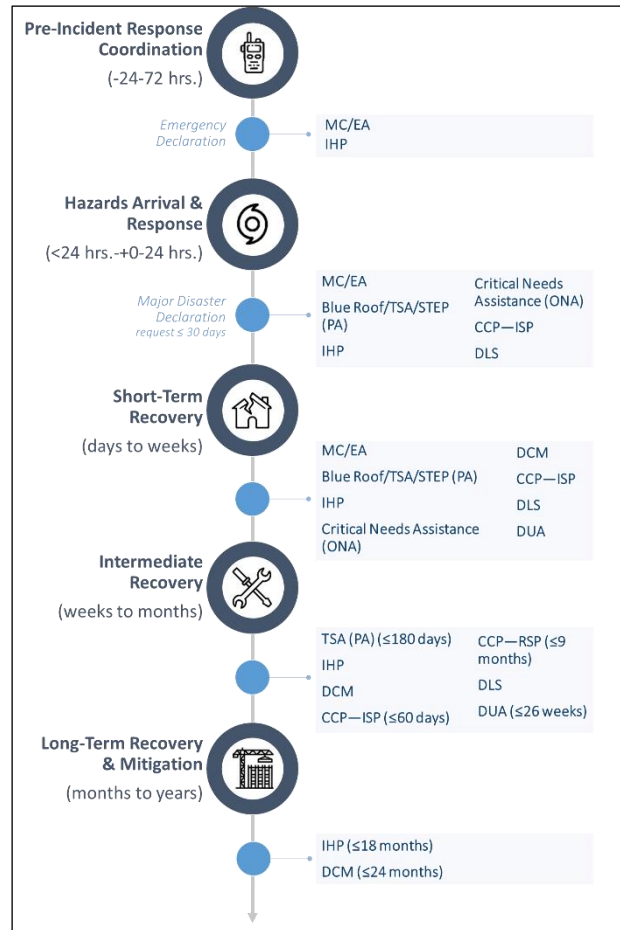 Pre-Incident Response
Coordination
(-24-72 hrs.)
Emergency
Declaration
MC/EA
IHP
Hazards Arrival &
Response
(<24 hrs.-+0-24 hrs.)
Major Disaster
Declaration
request ≤ 30 days
MC/EA
Blue Roof/TSA/STEP
(PA)
IHP
Critical Needs
Assistance (ONA)
CCP—ISP
DLS
Short-Term
Recovery
(days to weeks)
MC/EA
Blue Roof/TSA/STEP (PA)
IHP
Critical Needs Assistance
(ONA)
DCM
CCP—ISP
DLS
DUA
Intermediate
Recovery
(weeks to months)
TSA (PA) (≤180 days)
IHP
DCM
CCP—ISP (≤60 days)
CCP—RSP (≤9
months)
DLS
DUA (≤26 weeks)
Long-Term Recovery
& Mitigation
(months to years)
IHP (≤18 months)
DCM (≤24 months)